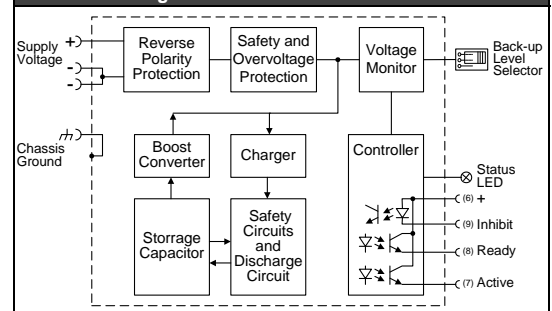 Supply
Voltage
+
-
-
Chassis
Ground
Reverse
Polarity
Protection
Safety and
Overvoltage
Protection
Voltage
Monitor
Back-up
Level
Selector
Boost
Converter
Charger
Controller
Storrage
Capacitor
Safety
Circuits
and
Discharge
Circuit
Status
LED
(6) +
(9) Inhibit
(8) Ready
(7) Active